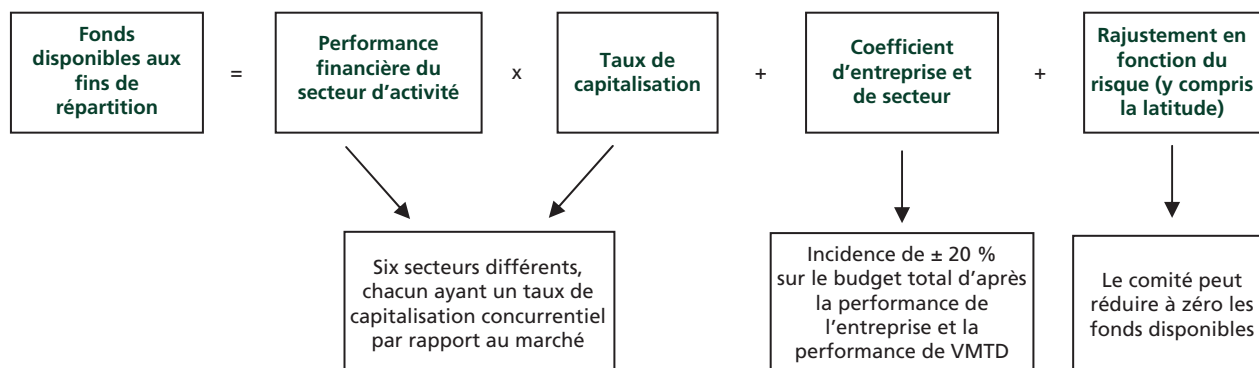 Fonds
disponibles aux
fins de
répartition
=
Performance
financière du
secteur d'activité
x
Taux de
capitalisation
+
Coefficient
d'entreprise et
de secteur
+
Rajustement en
fonction du
risque (y compris
la latitude)
Six secteurs différents,
chacun ayant un taux de
capitalisation concurrentiel
par rapport au marché
Incidence de ± 20 %
sur le budget total d'après
la performance de
l'entreprise et la
performance de VMTD
Le comité peut
réduire à zéro les
fonds disponibles